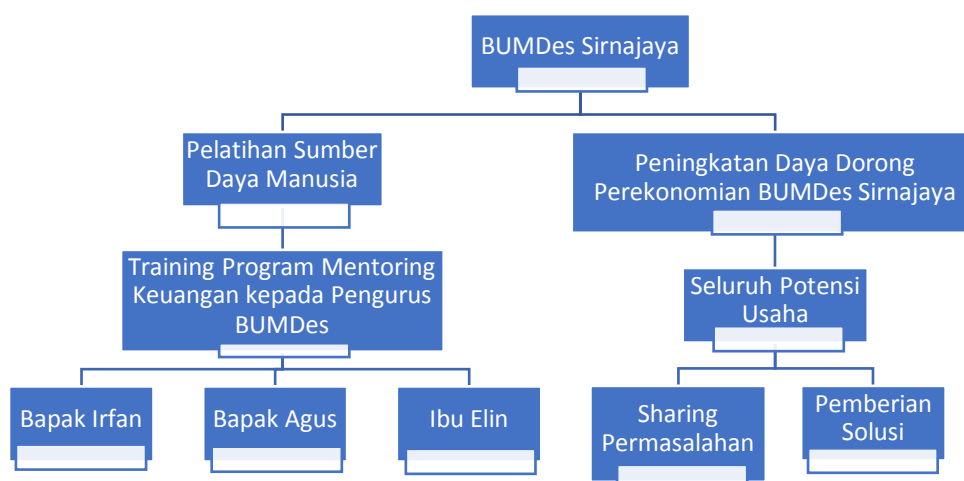 BUMDes Sirnajaya
Pelatihan Sumber
Daya Manusia
Peningkatan Daya Dorong
Perekonomian BUMDes Sirnajaya
Training Program Mentoring
Keuangan kepada Pengurus
BUMDes
Seluruh Potensi
Usaha
Bapak Irfan
Bapak Agus
Ibu Elin
Sharing
Permasalahan
Pemberian
Solusi